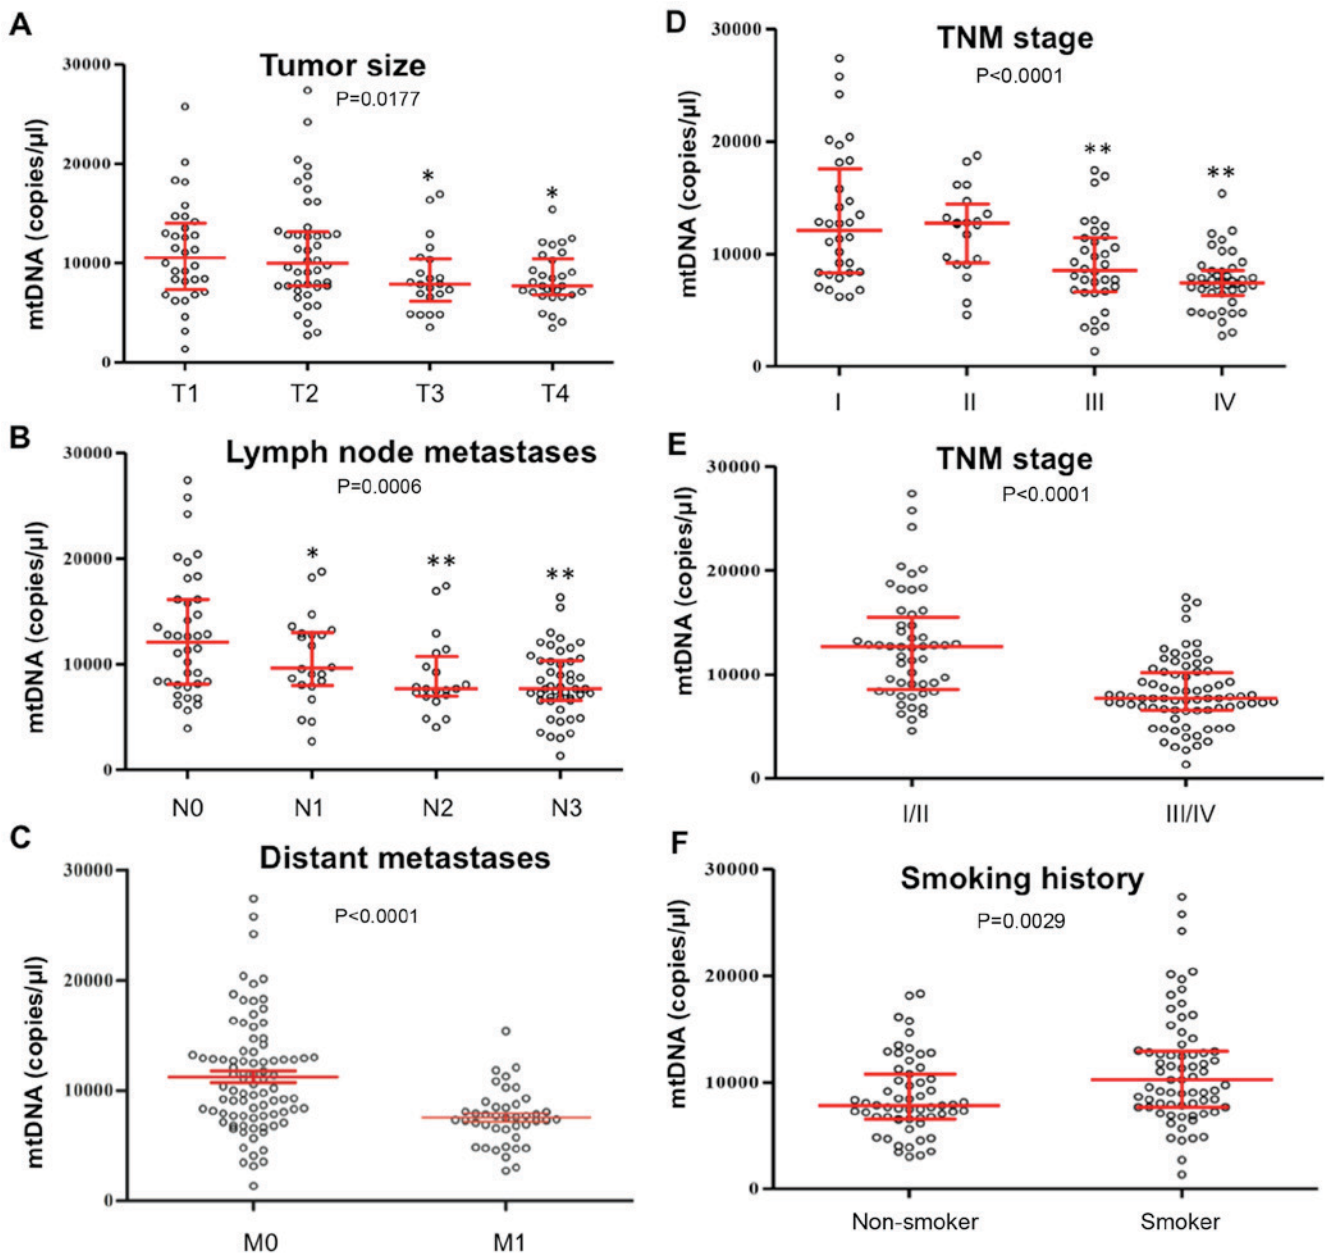 A
Tumor size
P=0.0177
mtDNA (copies/µl)
30000
20000
10000
0
*
*
T1 T2 T3 T4
B
Lymph node metastases
P=0.0006
mtDNA (copies/µl)
30000
20000
10000
0
*
**
**
N0 N1 N2 N3
C
Distant metastases
P<0.0001
mtDNA (copies/µl)
30000
20000
10000
0
M0 M1
D
TNM stage
P<0.0001
mtDNA (copies/µl)
30000
20000
10000
0
**
**
I II III IV
E
TNM stage
P<0.0001
mtDNA (copies/µl)
30000
20000
10000
0
I/II III/IV
F
Smoking history
P=0.0029
mtDNA (copies/µl)
30000
20000
10000
0
Non-smoker Smoker